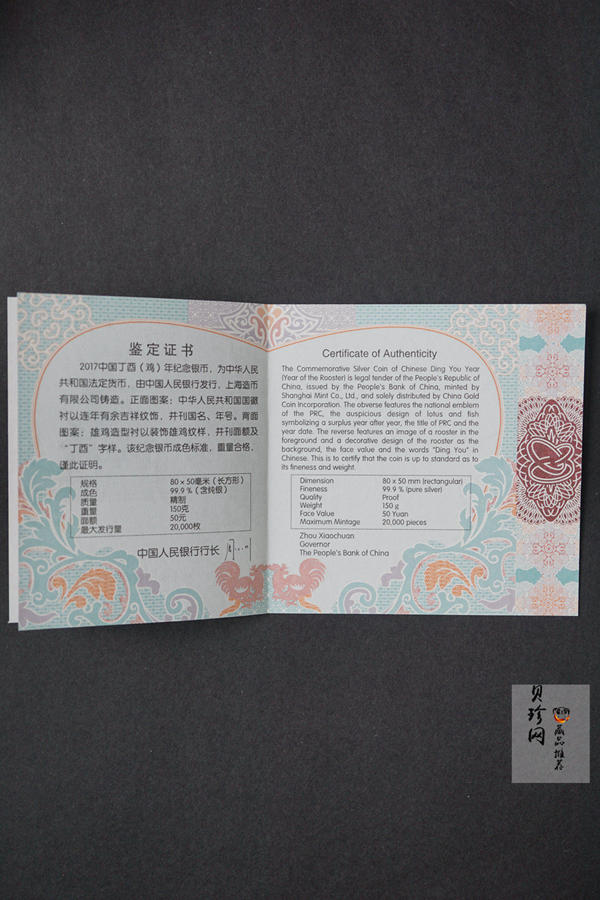 鉴定证书
2017中国丁酉（鸡）年纪念银币，为中华人民
共和国法定货币，由中国人民银行发行，上海造币
有限公司铸造。正面图案：中华人民共和国国徽
衬以连年有余吉祥纹饰，并刊国名、年号。背面
图案：雄鸡造型衬以装饰雄鸡纹样，并刊面额及
“丁酉”字样。该纪念银币成色标准，重量合格，
谨此证明。
规格 80 x 50毫米（长方形）
成色 99.9 %（含纯银）
质量 精制
重量 150克
面额 50元
最大发行量 20,000枚
中国人民银行行长
Certificate of Authenticity
The Commemorative Silver Coin of Chinese Ding You Year
(Year of the Rooster) is legal tender of the People's Republic of
China, issued by the People's Bank of China, minted by
Shanghai Mint Co., Ltd., and solely distributed by China Gold
Coin Incorporation. The obverse features the national emblem
of the PRC, the auspicious design of lotus and fish
symbolizing a surplus year after year, the title of PRC and the
year date. The reverse features an image of a rooster in the
foreground and a decorative design of the rooster as the
background, the face value and the words "Ding You" in
Chinese. This is to certify that the coin is up to standard as to
its fineness and weight.
Dimension 80 x 50 mm (rectangular)
Fineness 99.9 % (pure silver)
Quality Proof
Weight 150 g
Face Value 50 Yuan
Maximum Mintage 20,000 pieces
Zhou Xiaochuan
Governor
The People's Bank of China
贝珍网
藏品推荐